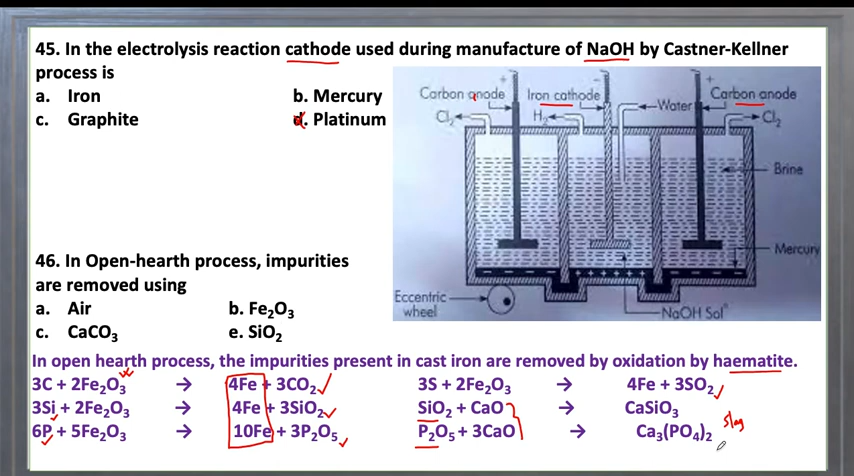 45. In the electrolysis reaction cathode used during manufacture of NaOH by Castner-Kellner
process is
a. Iron b. Mercury
c. Graphite d. Platinum
Carbon anode Iron cathode Carbon anode
Cl₂ H₂ Water Cl₂
Brine
Mercury
Eccentric
wheel
NaOH Solⁿ
46. In Open-hearth process, impurities
are removed using
a. Air b. Fe₂O₃
c. CaCO₃ e. SiO₂
In open hearth process, the impurities present in cast iron are removed by oxidation by haematite.
3C + 2Fe₂O₃ → 4Fe + 3CO₂ 3S + 2Fe₂O₃ → 4Fe + 3SO₂
3Si + 2Fe₂O₃ → 4Fe + 3SiO₂ SiO₂ + CaO → CaSiO₃
6P + 5Fe₂O₃ → 10Fe + 3P₂O₅ P₂O₅ + 3CaO → Ca₃(PO₄)₂ slag